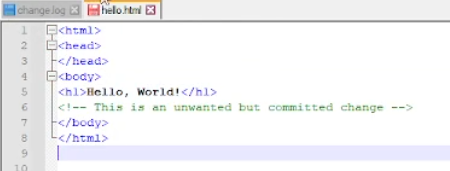 change.log hello.html
1 <html>
2 <head>
3 </head>
4 <body>
5 <h1>Hello, World!</h1>
6 <!-- This is an unwanted but committed change -->
7 </body>
8 </html>
9
10